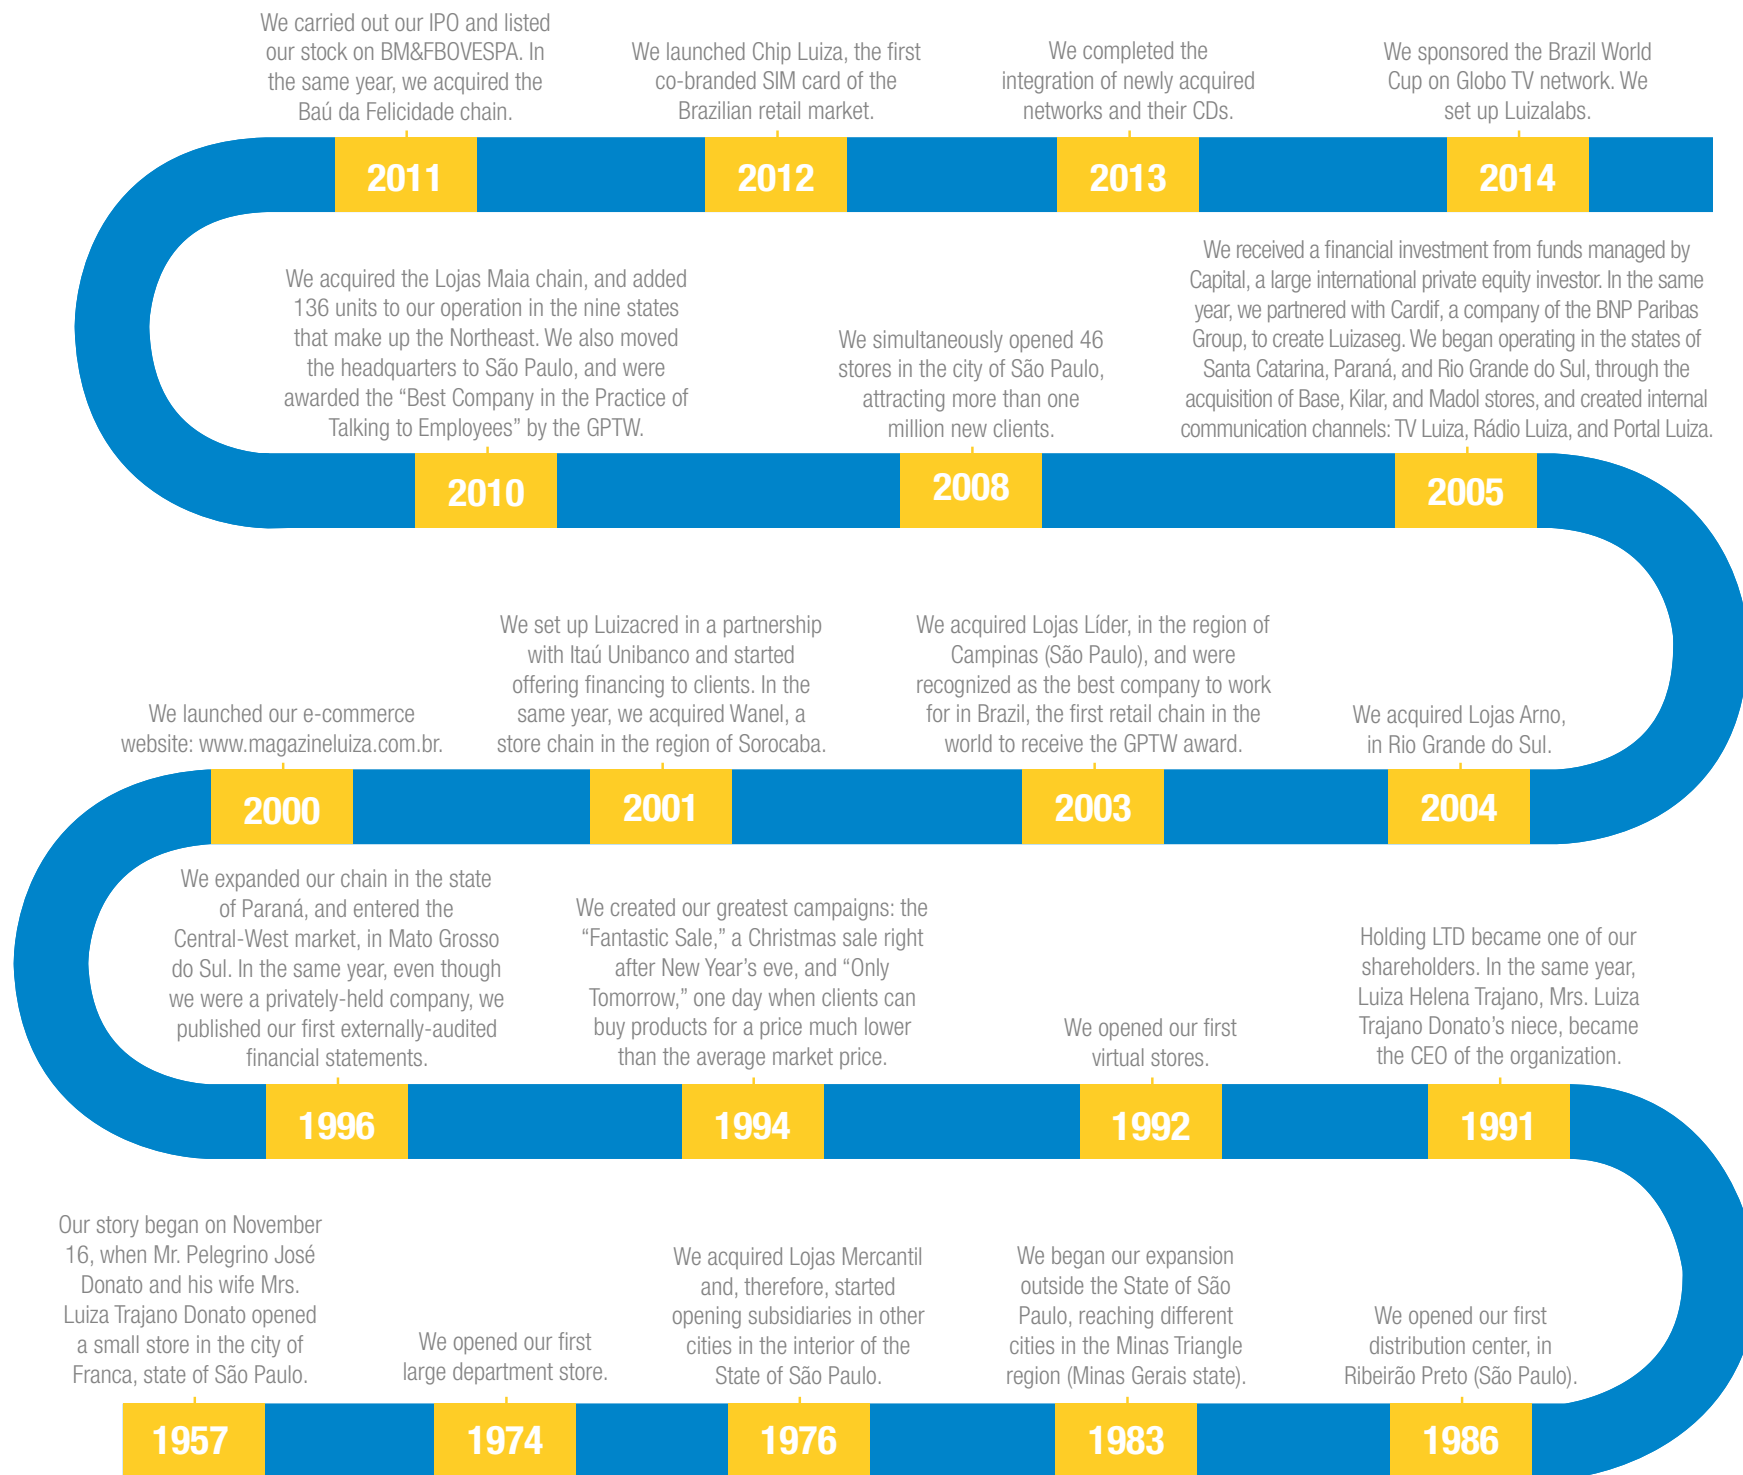 We carried out our IPO and listed
our stock on BM&FBOVESPA. In
the same year, we acquired the
Baú da Felicidade chain.
2011
We launched Chip Luiza, the first
co-branded SIM card of the
Brazilian retail market.
2012
We completed the
integration of newly acquired
networks and their CDs.
2013
We sponsored the Brazil World
Cup on Globo TV network. We
set up Luizalabs.
2014
We acquired the Lojas Maia chain, and added
136 units to our operation in the nine states
that make up the Northeast. We also moved
the headquarters to São Paulo, and were
awarded the “Best Company in the Practice of
Talking to Employees” by the GPTW.
2010
We simultaneously opened 46
stores in the city of São Paulo,
attracting more than one
million new clients.
2008
We received a financial investment from funds managed by
Capital, a large international private equity investor. In the same
year, we partnered with Cardif, a company of the BNP Paribas
Group, to create Luizaseg. We began operating in the states of
Santa Catarina, Paraná, and Rio Grande do Sul, through the
acquisition of Base, Kilar, and Madol stores, and created internal
communication channels: TV Luiza, Rádio Luiza, and Portal Luiza.
2005
We launched our e-commerce
website: www.magazineluiza.com.br.
2000
We set up Luizacred in a partnership
with Itaú Unibanco and started
offering financing to clients. In the
same year, we acquired Wanel, a
store chain in the region of Sorocaba.
2001
We acquired Lojas Líder, in the region of
Campinas (São Paulo), and were
recognized as the best company to work
for in Brazil, the first retail chain in the
world to receive the GPTW award.
2003
We acquired Lojas Arno,
in Rio Grande do Sul.
2004
We expanded our chain in the state
of Paraná, and entered the
Central-West market, in Mato Grosso
do Sul. In the same year, even though
we were a privately-held company, we
published our first externally-audited
financial statements.
1996
We created our greatest campaigns: the
“Fantastic Sale,” a Christmas sale right
after New Year’s eve, and “Only
Tomorrow,” one day when clients can
buy products for a price much lower
than the average market price.
1994
We opened our first
virtual stores.
1992
Holding LTD became one of our
shareholders. In the same year,
Luiza Helena Trajano, Mrs. Luiza
Trajano Donato’s niece, became
the CEO of the organization.
1991
Our story began on November
16, when Mr. Pelegrino José
Donato and his wife Mrs.
Luiza Trajano Donato opened
a small store in the city of
Franca, state of São Paulo.
1957
We opened our first
large department store.
1974
We acquired Lojas Mercantil
and, therefore, started
opening subsidiaries in other
cities in the interior of the
State of São Paulo.
1976
We began our expansion
outside the State of São
Paulo, reaching different
cities in the Minas Triangle
region (Minas Gerais state).
1983
We opened our first
distribution center, in
Ribeirão Preto (São Paulo).
1986